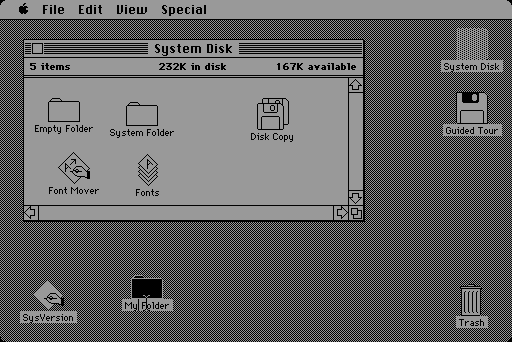 File Edit View Special
System Disk
5 items 232K in disk 167K available
Empty Folder
System Folder
Disk Copy
Font Mover
Fonts
System Disk
Guided Tour
SysVersion
My Folder
Trash